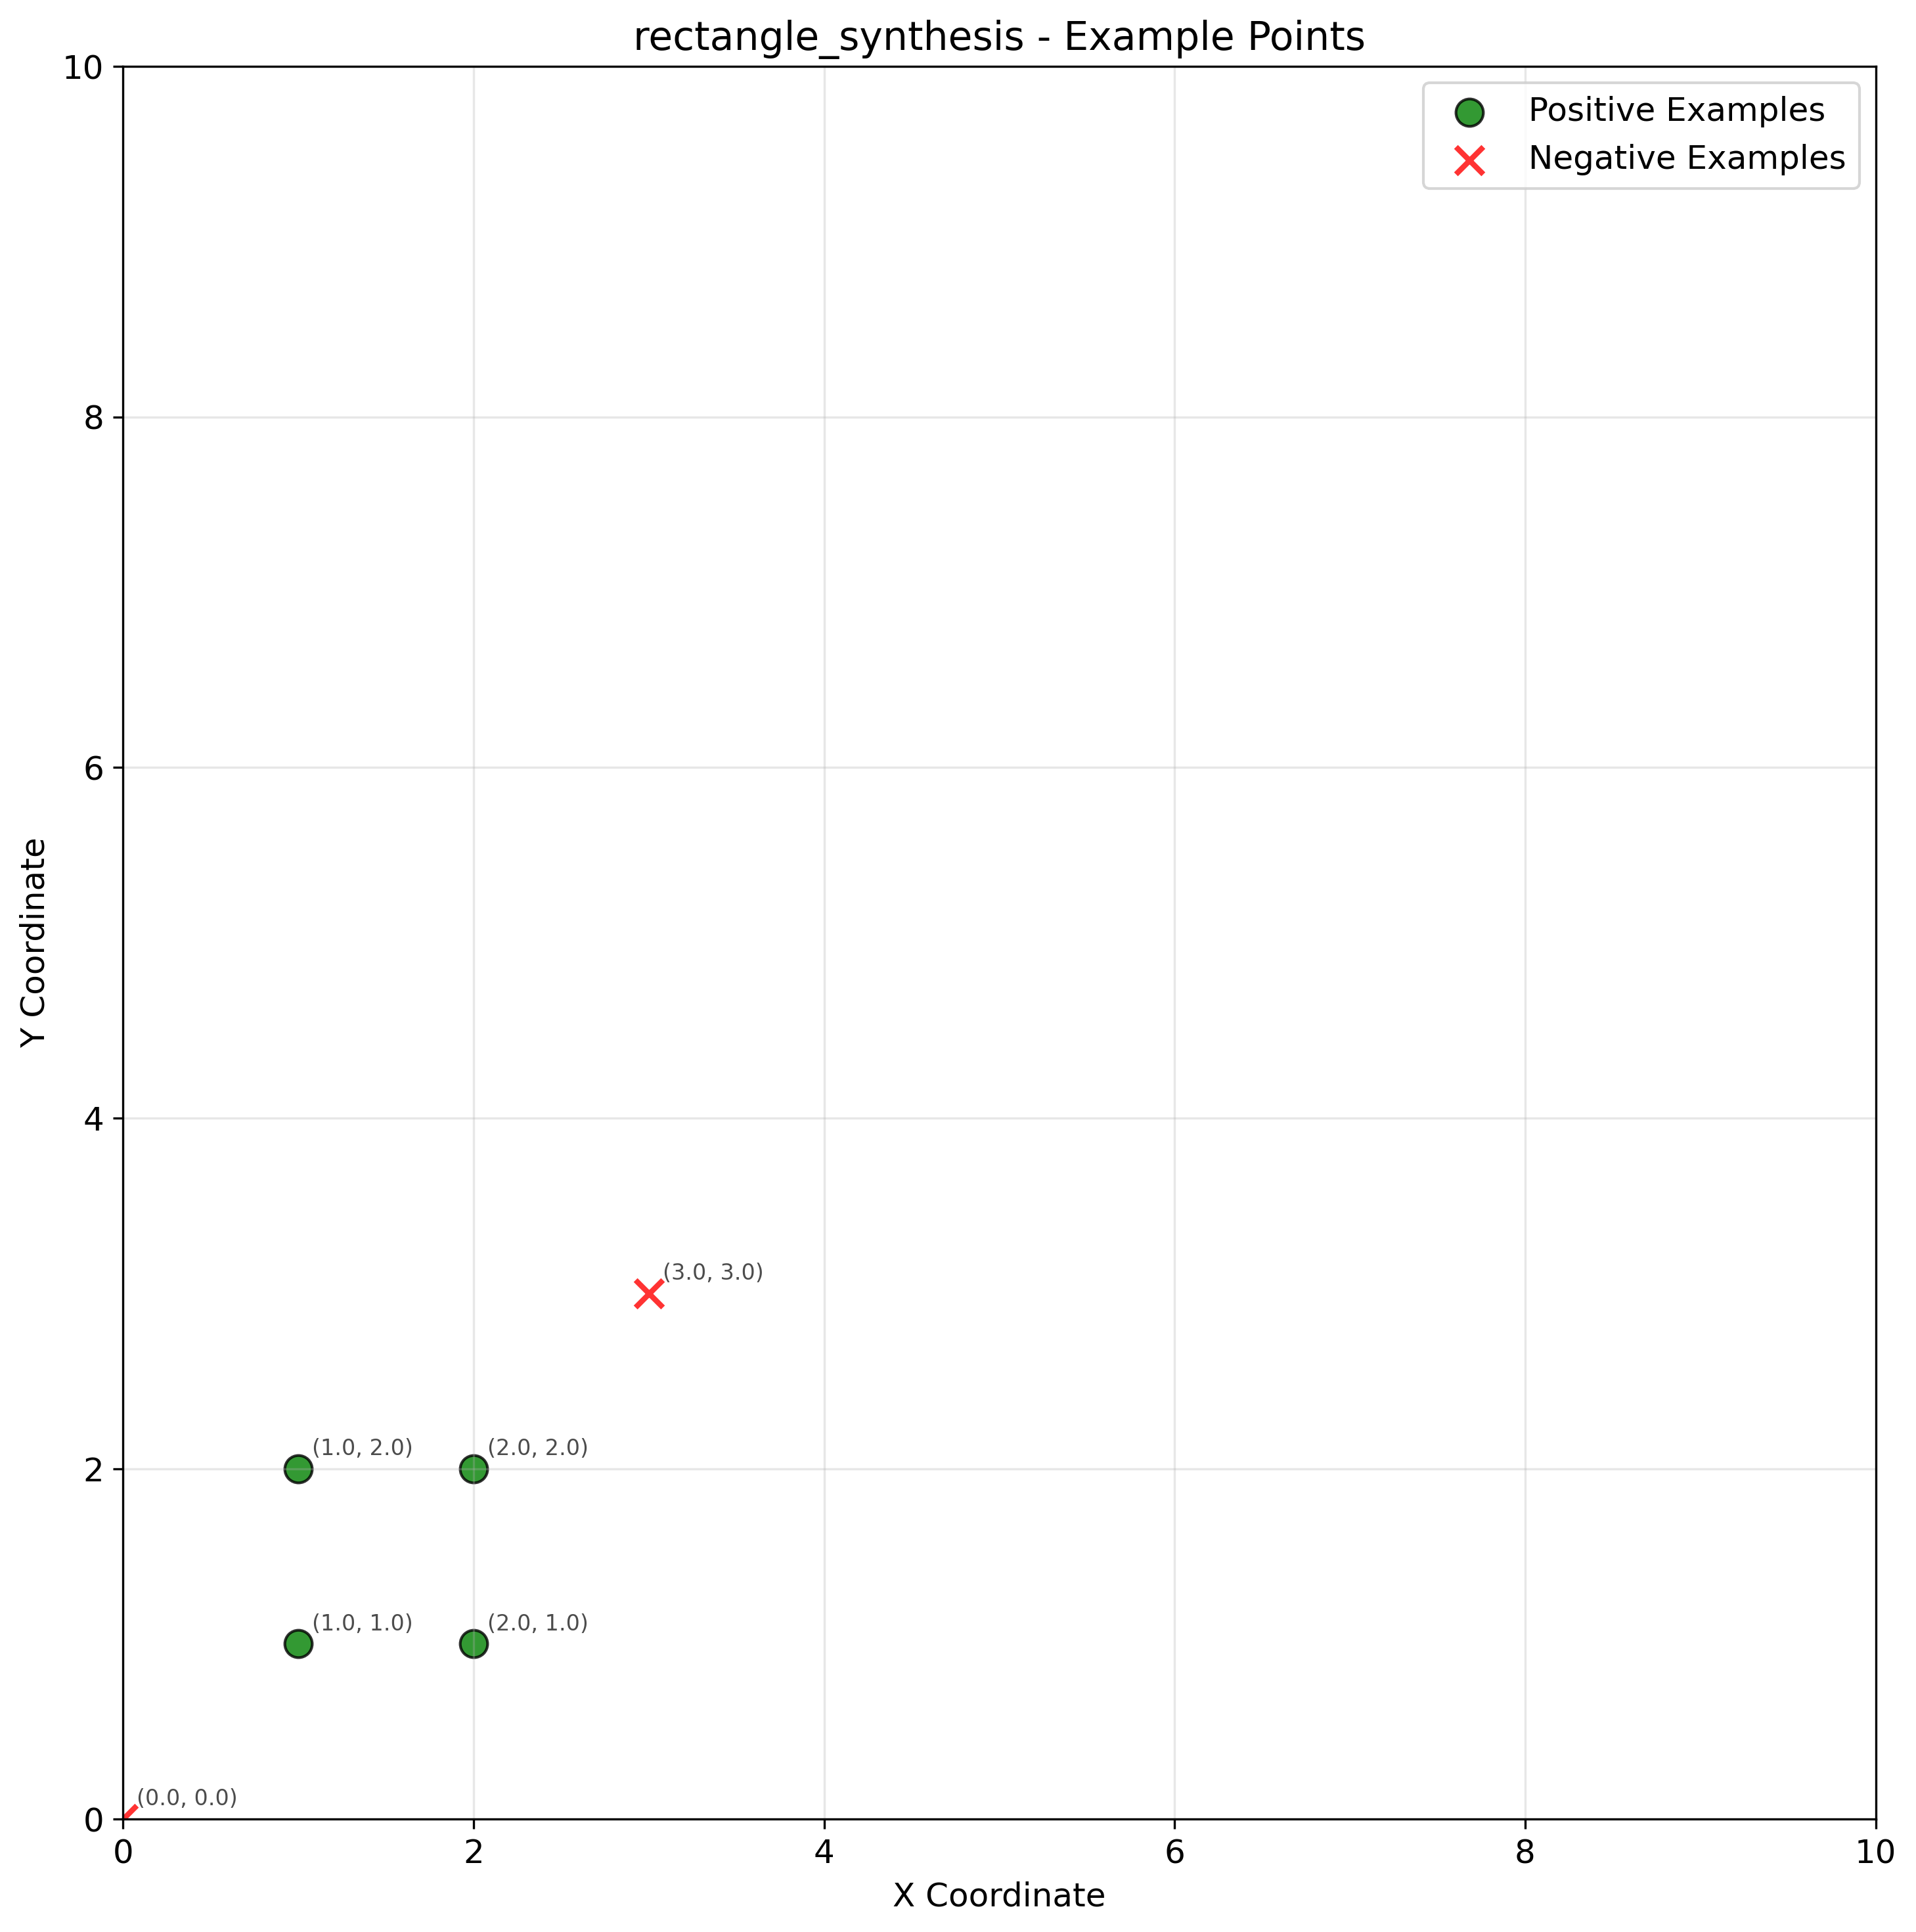 rectangle_synthesis - Example Points
Positive Examples
Negative Examples
10
8
6
4
2
0
Y Coordinate
(3.0, 3.0)
(1.0, 2.0) (2.0, 2.0)
(1.0, 1.0) (2.0, 1.0)
(0.0, 0.0)
0 2 4 6 8 10
X Coordinate